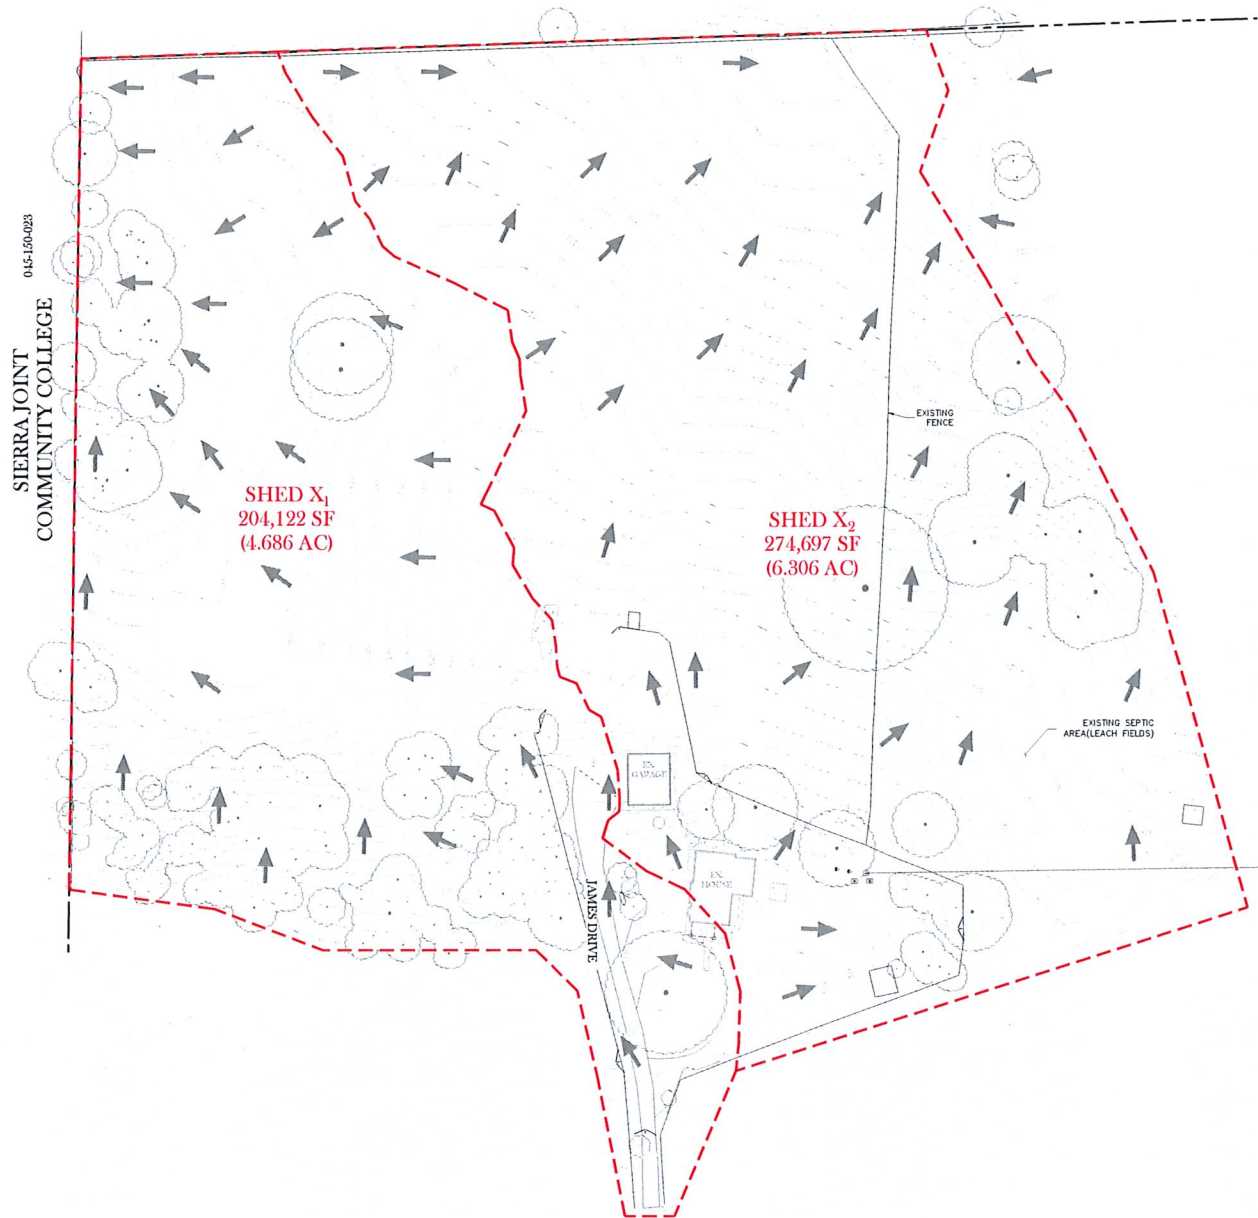 SIERRA JOINT
COMMUNITY COLLEGE
045-150-023
EXISTING
FENCE
SHED X1
204,122 SF
(4.686 AC)
SHED X2
274,697 SF
(6.306 AC)
EXISTING SEPTIC
AREA(LEACH FIELDS)
EX.
GARAGE
EX.
HOUSE
JAMES DRIVE